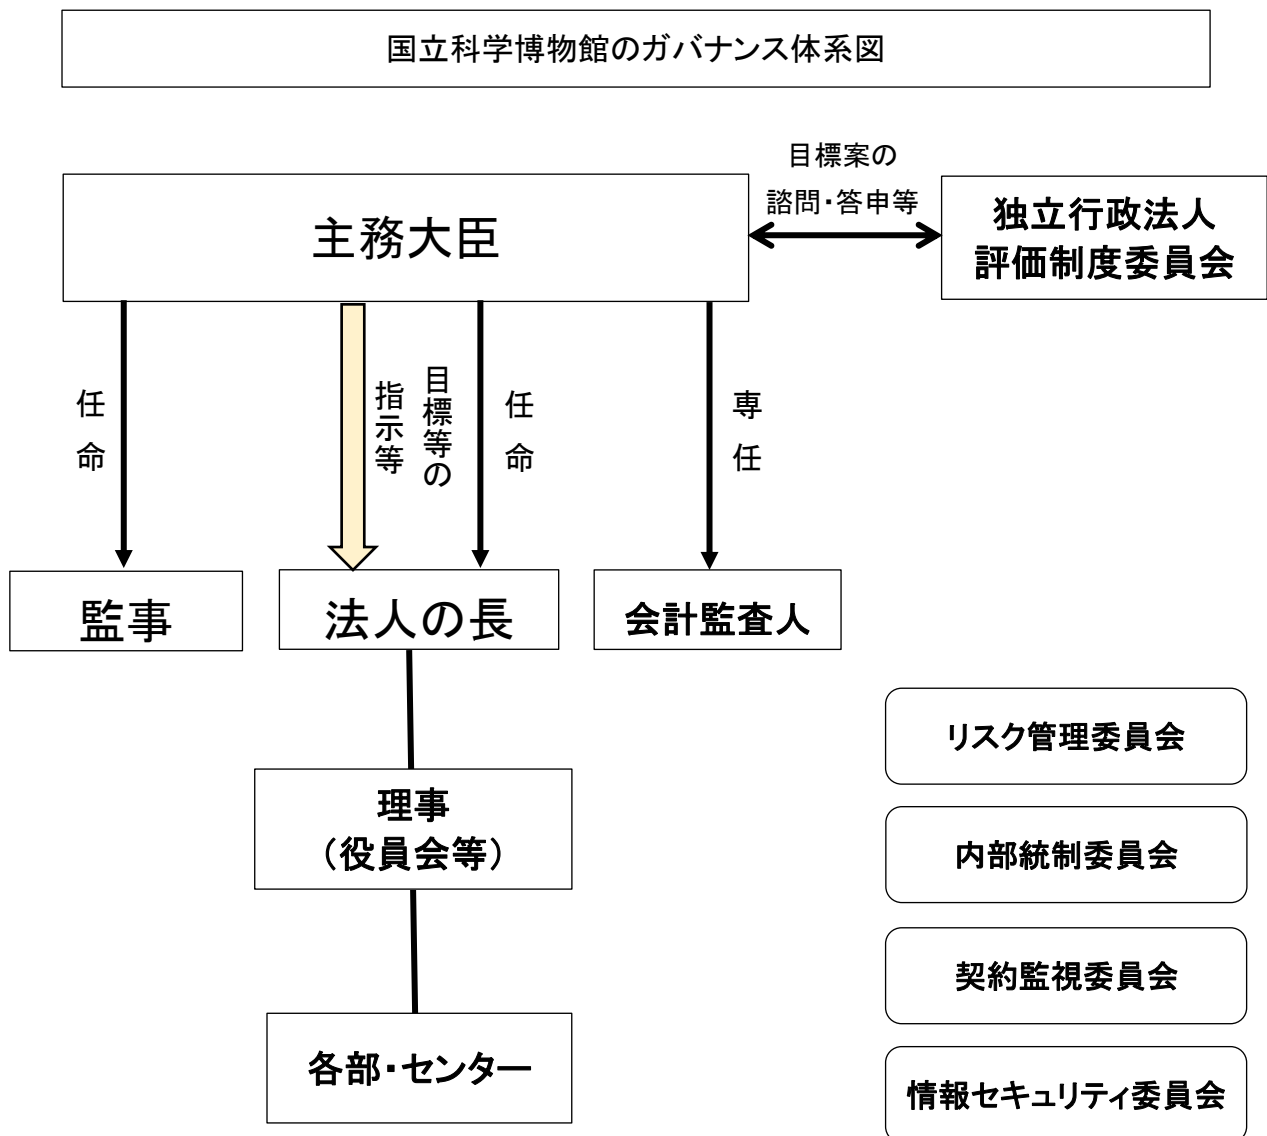 国立科学博物館のガバナンス体系図
目標案の
諮問・答申等
主務大臣
独立行政法人
評価制度委員会
任命
目標等の
指示等
任命
専任
監事
法人の長
会計監査人
リスク管理委員会
理事
（役員会等）
内部統制委員会
契約監視委員会
各部・センター
情報セキュリティ委員会